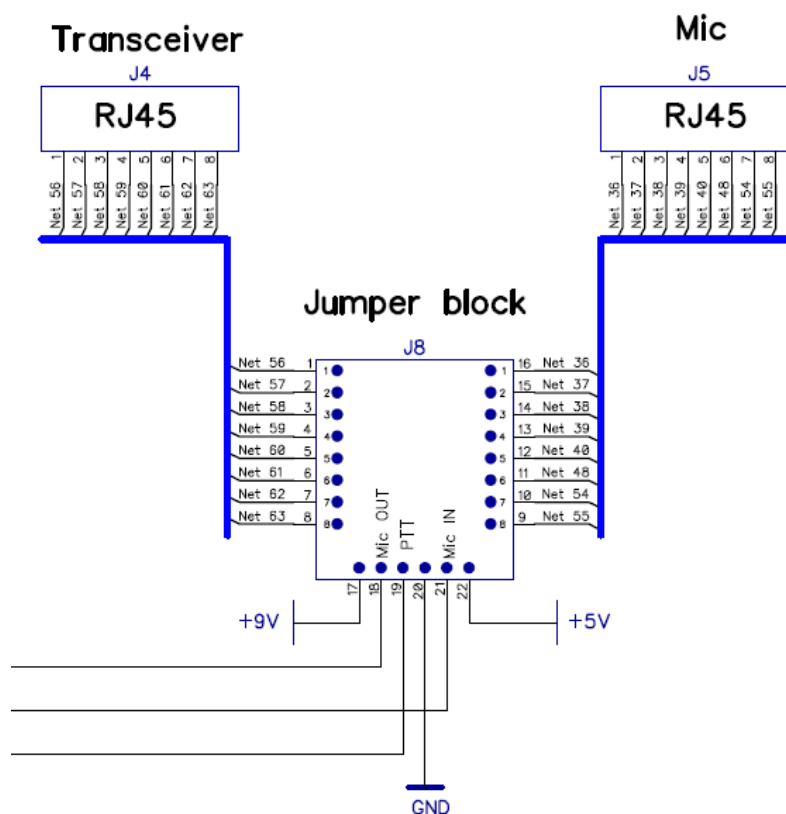 Transceiver
Mic
J4
J5
RJ45
RJ45
1 2 3 4 5 6 7 8
1 2 3 4 5 6 7 8
Net 56 Net 57 Net 58 Net 59 Net 60 Net 61 Net 62 Net 63
Net 36 Net 37 Net 38 Net 39 Net 40 Net 48 Net 54 Net 55
Jumper block
J8
Net 56 1 1 1 16 Net 36
Net 57 2 2 2 15 Net 37
Net 58 3 3 3 14 Net 38
Net 59 4 4 4 13 Net 39
Net 60 5 5 5 12 Net 40
Net 61 6 6 6 11 Net 48
Net 62 7 7 7 10 Net 54
Net 63 8 8 8 9 Net 55
Mic OUT PTT Mic IN
17 18 19 20 21 22
+9V
+5V
GND